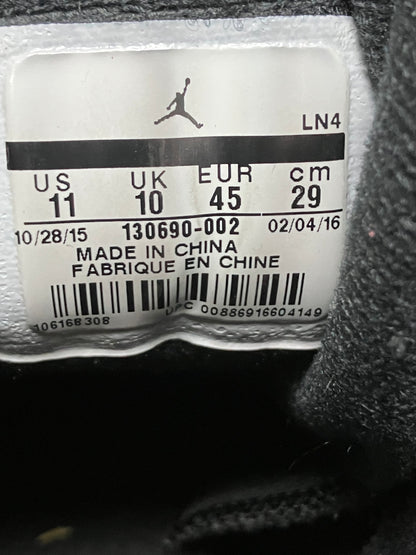 LN4
US UK EUR cm
11 10 45 29
10/28/15 130690-002 02/04/16
MADE IN CHINA
FABRIQUE EN CHINE
106168308 UPC 00886916604149